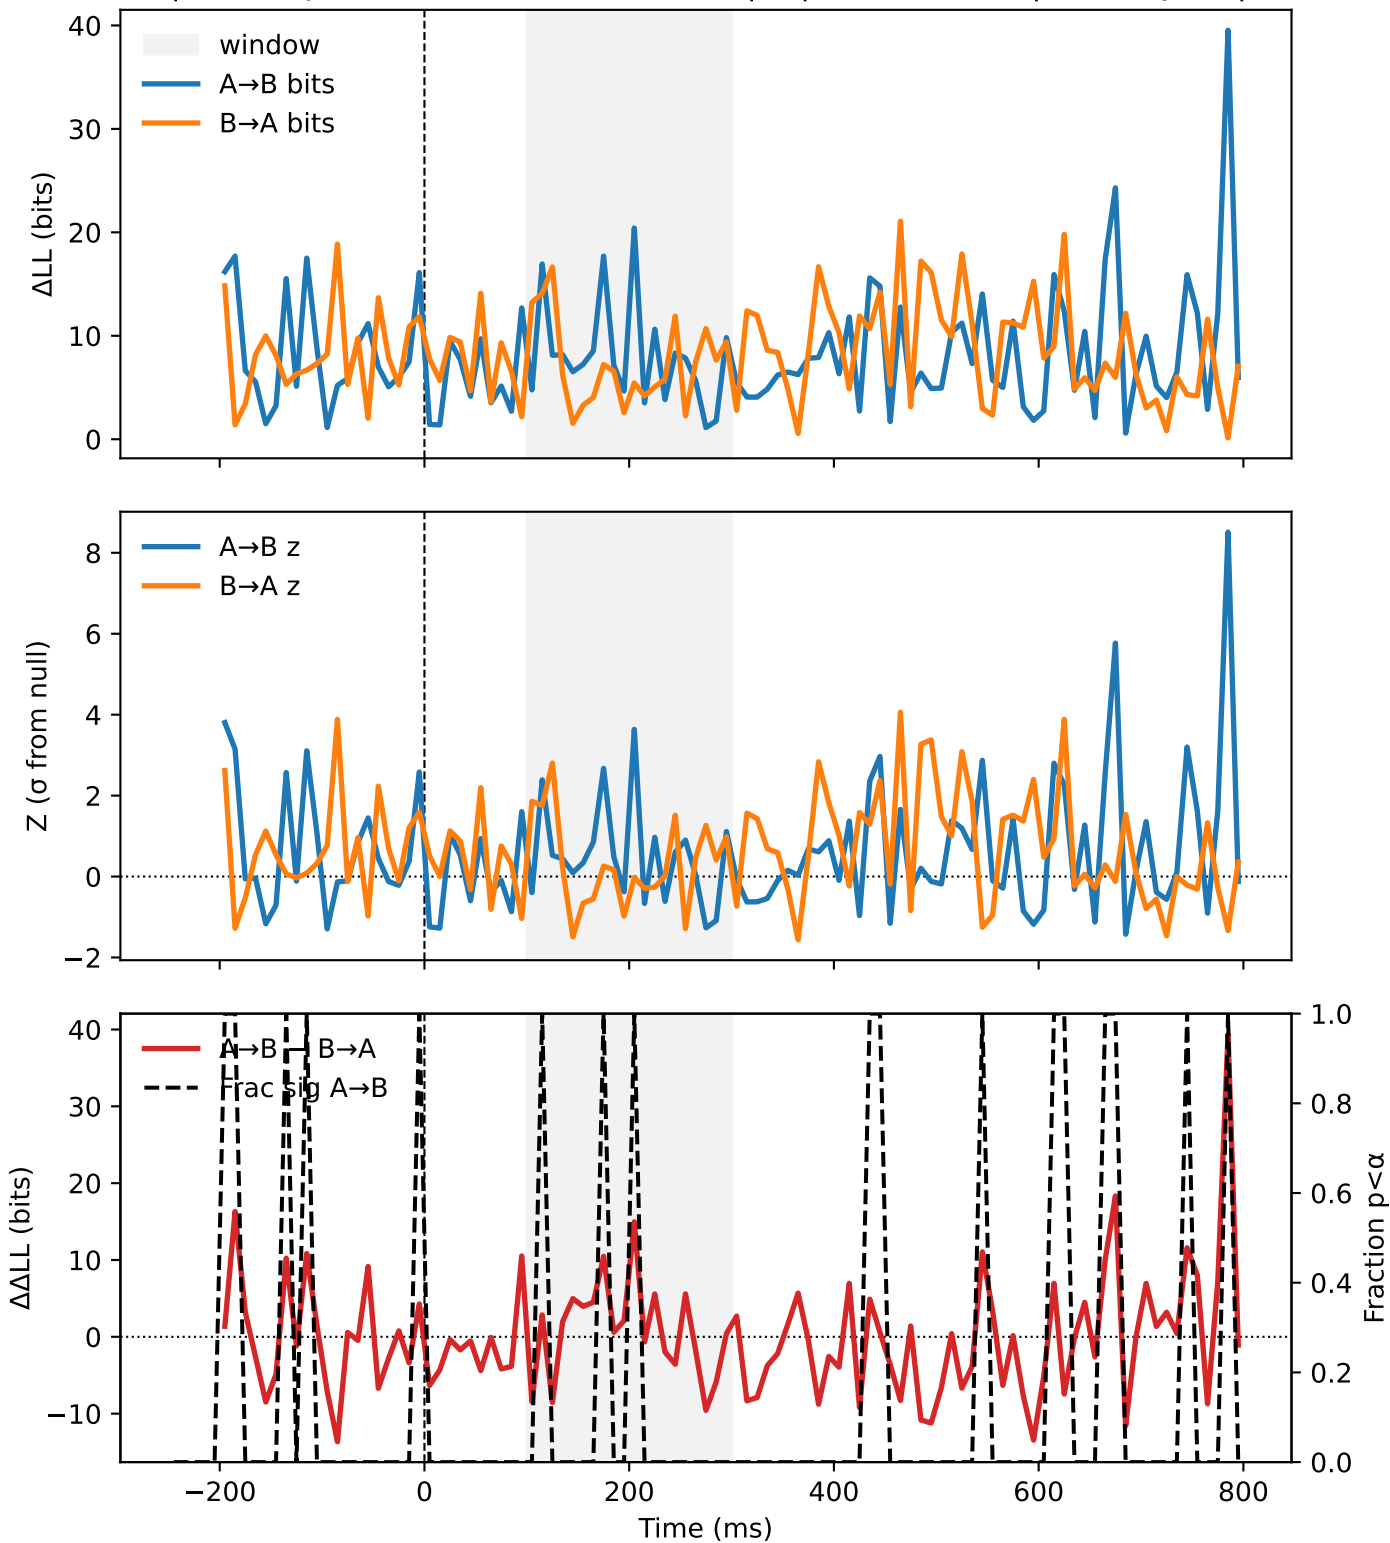 40
30
20
10
0
ΔLL (bits)
window
A→B bits
B→A bits
8
6
4
2
0
−2
Z (σ from null)
A→B z
B→A z
40
30
20
10
0
−10
ΔΔLL (bits)
A→B − B→A
Frac sig A→B
1.0
0.8
0.6
0.4
0.2
0.0
Fraction p<α
−200 0 200 400 600 800
Time (ms)